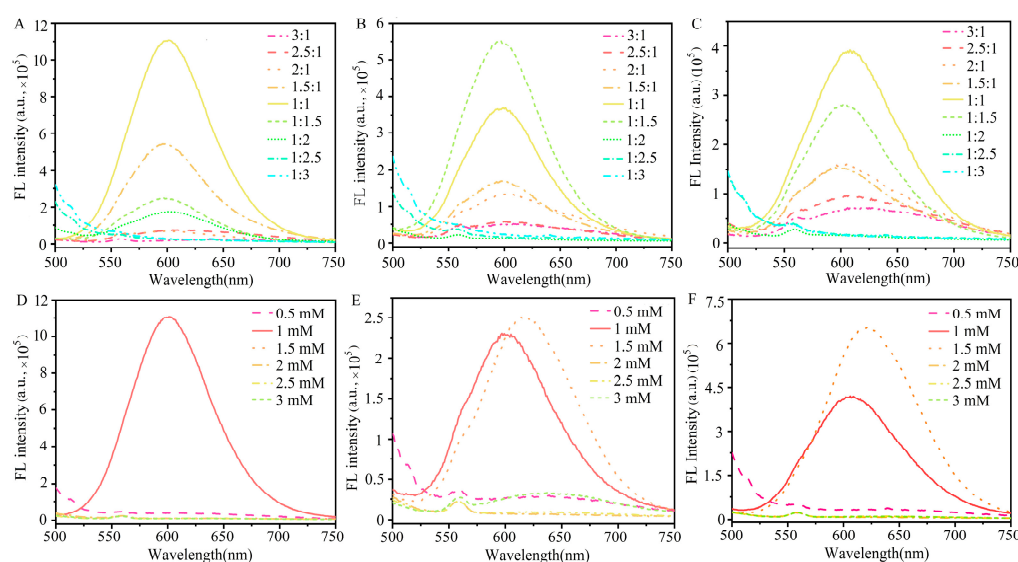 A
FL intensity (a.u., ×10⁵)
12
10
8
6
4
2
0
500 550 600 650 700 750
Wavelength(nm)
3:1
2.5:1
2:1
1.5:1
1:1
1:1.5
1:2
1:2.5
1:3
B
FL intensity (a.u., ×10⁵)
6
5
4
3
2
1
0
500 550 600 650 700 750
Wavelength(nm)
3:1
2.5:1
2:1
1.5:1
1:1
1:1.5
1:2
1:2.5
1:3
C
FL Intensity (a.u.) (10⁵)
4
3
2
1
0
500 550 600 650 700 750
Wavelength(nm)
3:1
2.5:1
2:1
1.5:1
1:1
1:1.5
1:2
1:2.5
1:3
D
FL intensity (a.u., ×10⁵)
12
11
8
6
4
2
0
500 550 600 650 700 750
Wavelength(nm)
0.5 mM
1 mM
1.5 mM
2 mM
2.5 mM
3 mM
E
FL intensity (a.u., ×10⁵)
2.5
2
1.5
1
0.5
0
500 550 600 650 700 750
Wavelength(nm)
0.5 mM
1 mM
1.5 mM
2 mM
2.5 mM
3 mM
F
FL Intensity (a.u.) (10⁵)
7.5
6
4.5
3
1.5
0
500 550 600 650 700 750
Wavelength(nm)
0.5 mM
1 mM
1.5 mM
2 mM
2.5 mM
3 mM